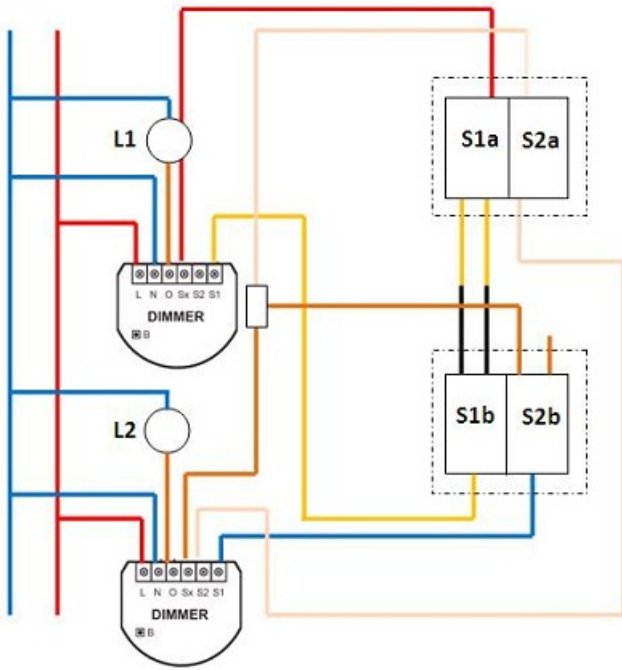 S1a S2a
L1
L N O Sx S2 S1
DIMMER
B
S1b S2b
L2
L N O Sx S2 S1
DIMMER
B